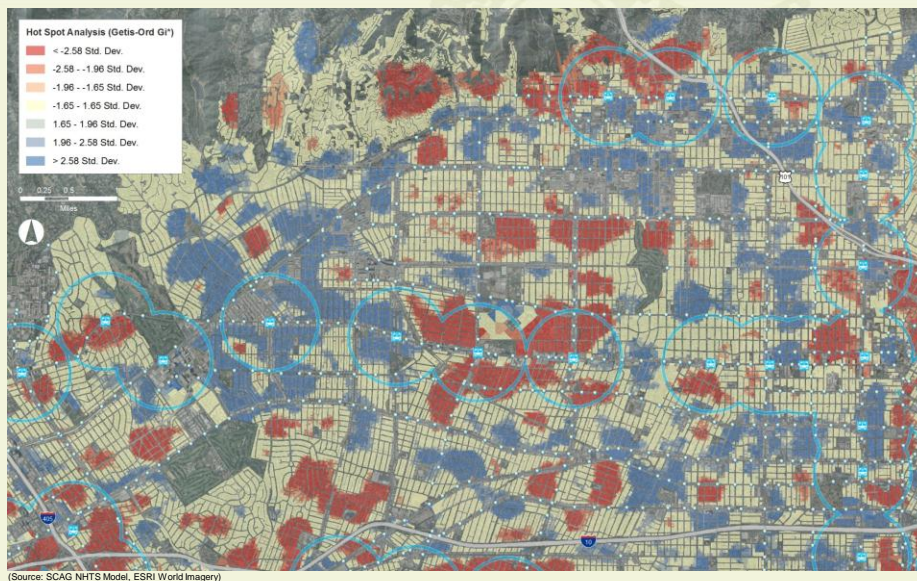 Hot Spot Analysis (Getis-Ord Gi*)
< -2.58 Std. Dev.
-2.58 - -1.96 Std. Dev.
-1.96 - -1.65 Std. Dev.
-1.65 - 1.65 Std. Dev.
1.65 - 1.96 Std. Dev.
1.96 - 2.58 Std. Dev.
> 2.58 Std. Dev.
0 0.25 0.5
Miles
101
405
10
(Source: SCAG NHTS Model, ESRI World Imagery)